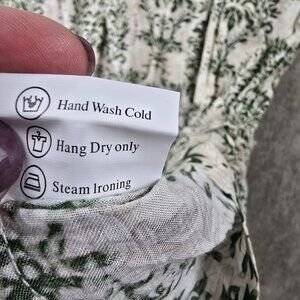 Hand Wash Cold
Hang Dry only
Steam Ironing